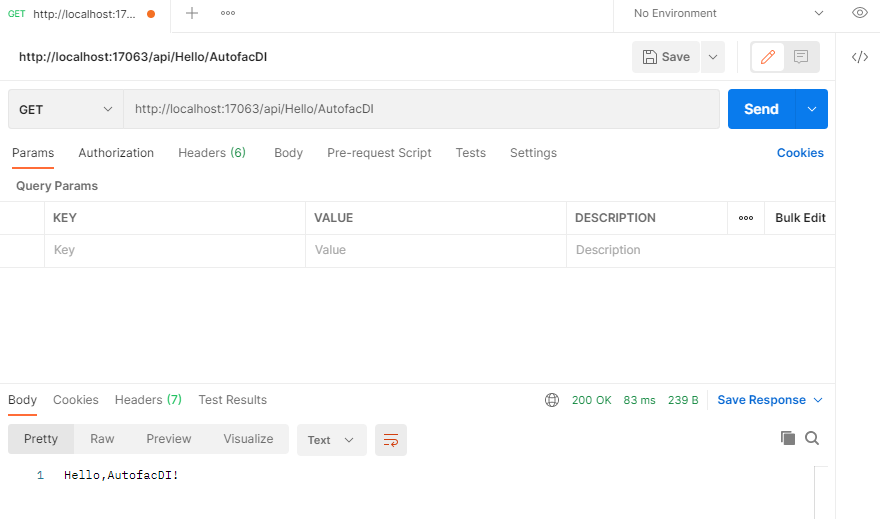 GET http://localhost:17... No Environment
http://localhost:17063/api/Hello/AutofacDI Save
GET http://localhost:17063/api/Hello/AutofacDI Send
Params Authorization Headers (6) Body Pre-request Script Tests Settings Cookies
Query Params
KEY VALUE DESCRIPTION Bulk Edit
Key Value Description
Body Cookies Headers (7) Test Results 200 OK 83 ms 239 B Save Response
Pretty Raw Preview Visualize Text
1 Hello,AutofacDI!